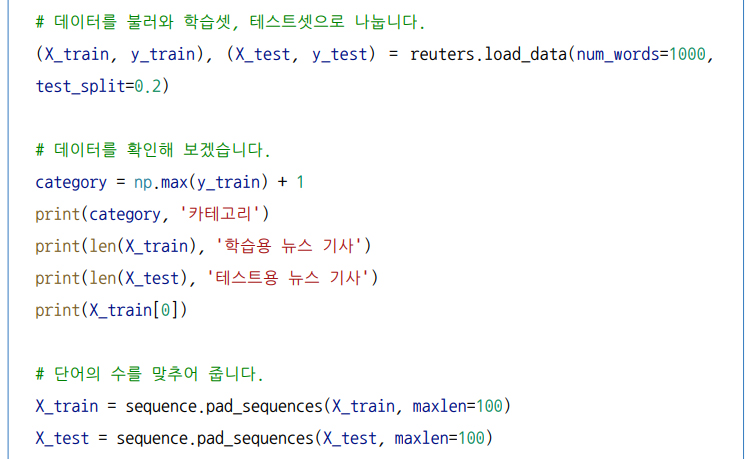 # 데이터를 불러와 학습셋, 테스트셋으로 나눕니다.
(X_train, y_train), (X_test, y_test) = reuters.load_data(num_words=1000,
test_split=0.2)
# 데이터를 확인해 보겠습니다.
category = np.max(y_train) + 1
print(category, '카테고리')
print(len(X_train), '학습용 뉴스 기사')
print(len(X_test), '테스트용 뉴스 기사')
print(X_train[0])
# 단어의 수를 맞추어 줍니다.
X_train = sequence.pad_sequences(X_train, maxlen=100)
X_test = sequence.pad_sequences(X_test, maxlen=100)